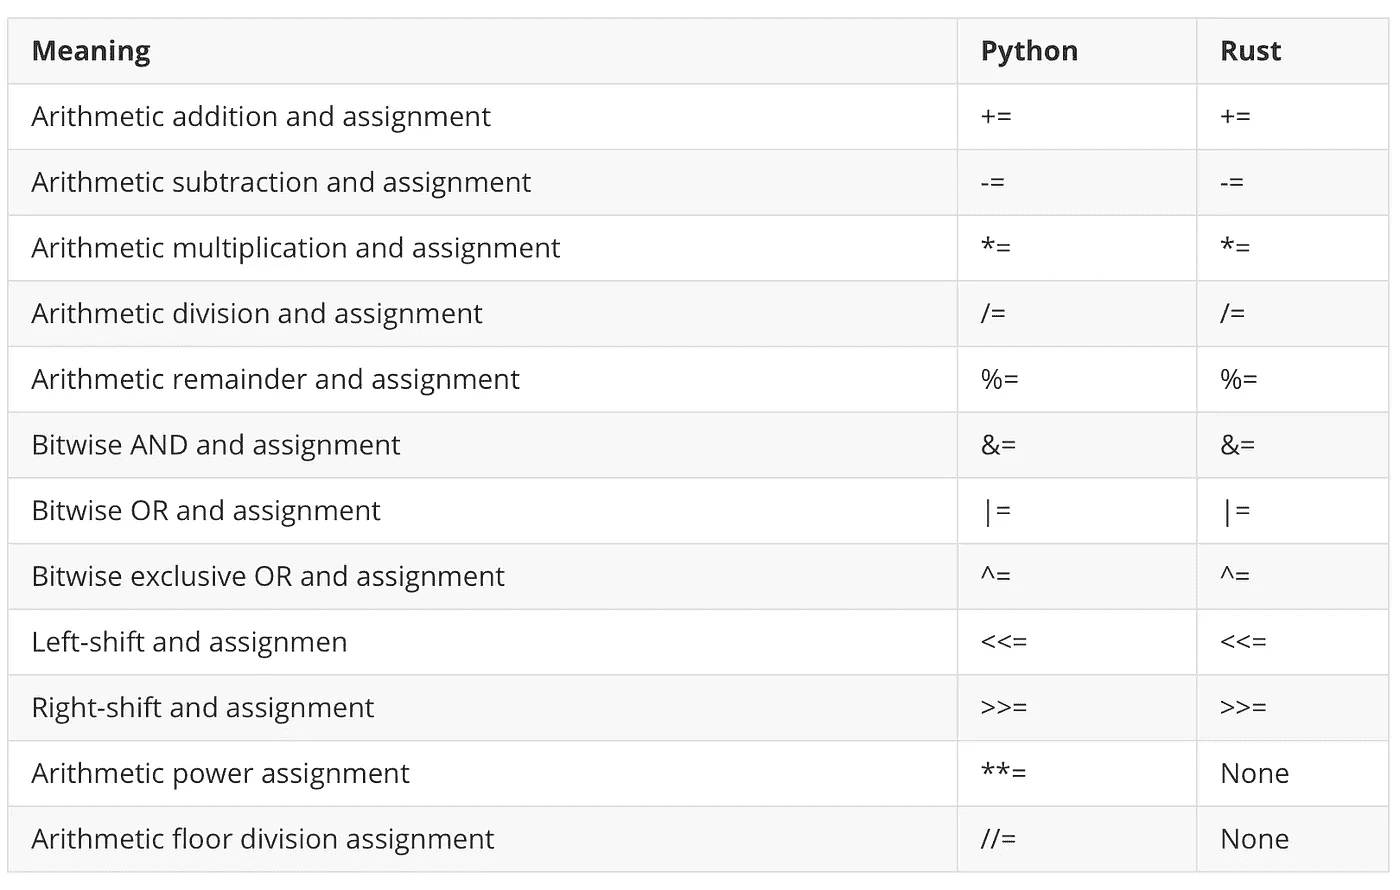 Meaning Python Rust
Arithmetic addition and assignment += +=
Arithmetic subtraction and assignment -= -=
Arithmetic multiplication and assignment *= *=
Arithmetic division and assignment /= /=
Arithmetic remainder and assignment %= %=
Bitwise AND and assignment &= &=
Bitwise OR and assignment |= |=
Bitwise exclusive OR and assignment ^= ^=
Left-shift and assignmen <<= <<=
Right-shift and assignment >>= >>=
Arithmetic power assignment **= None
Arithmetic floor division assignment //= None